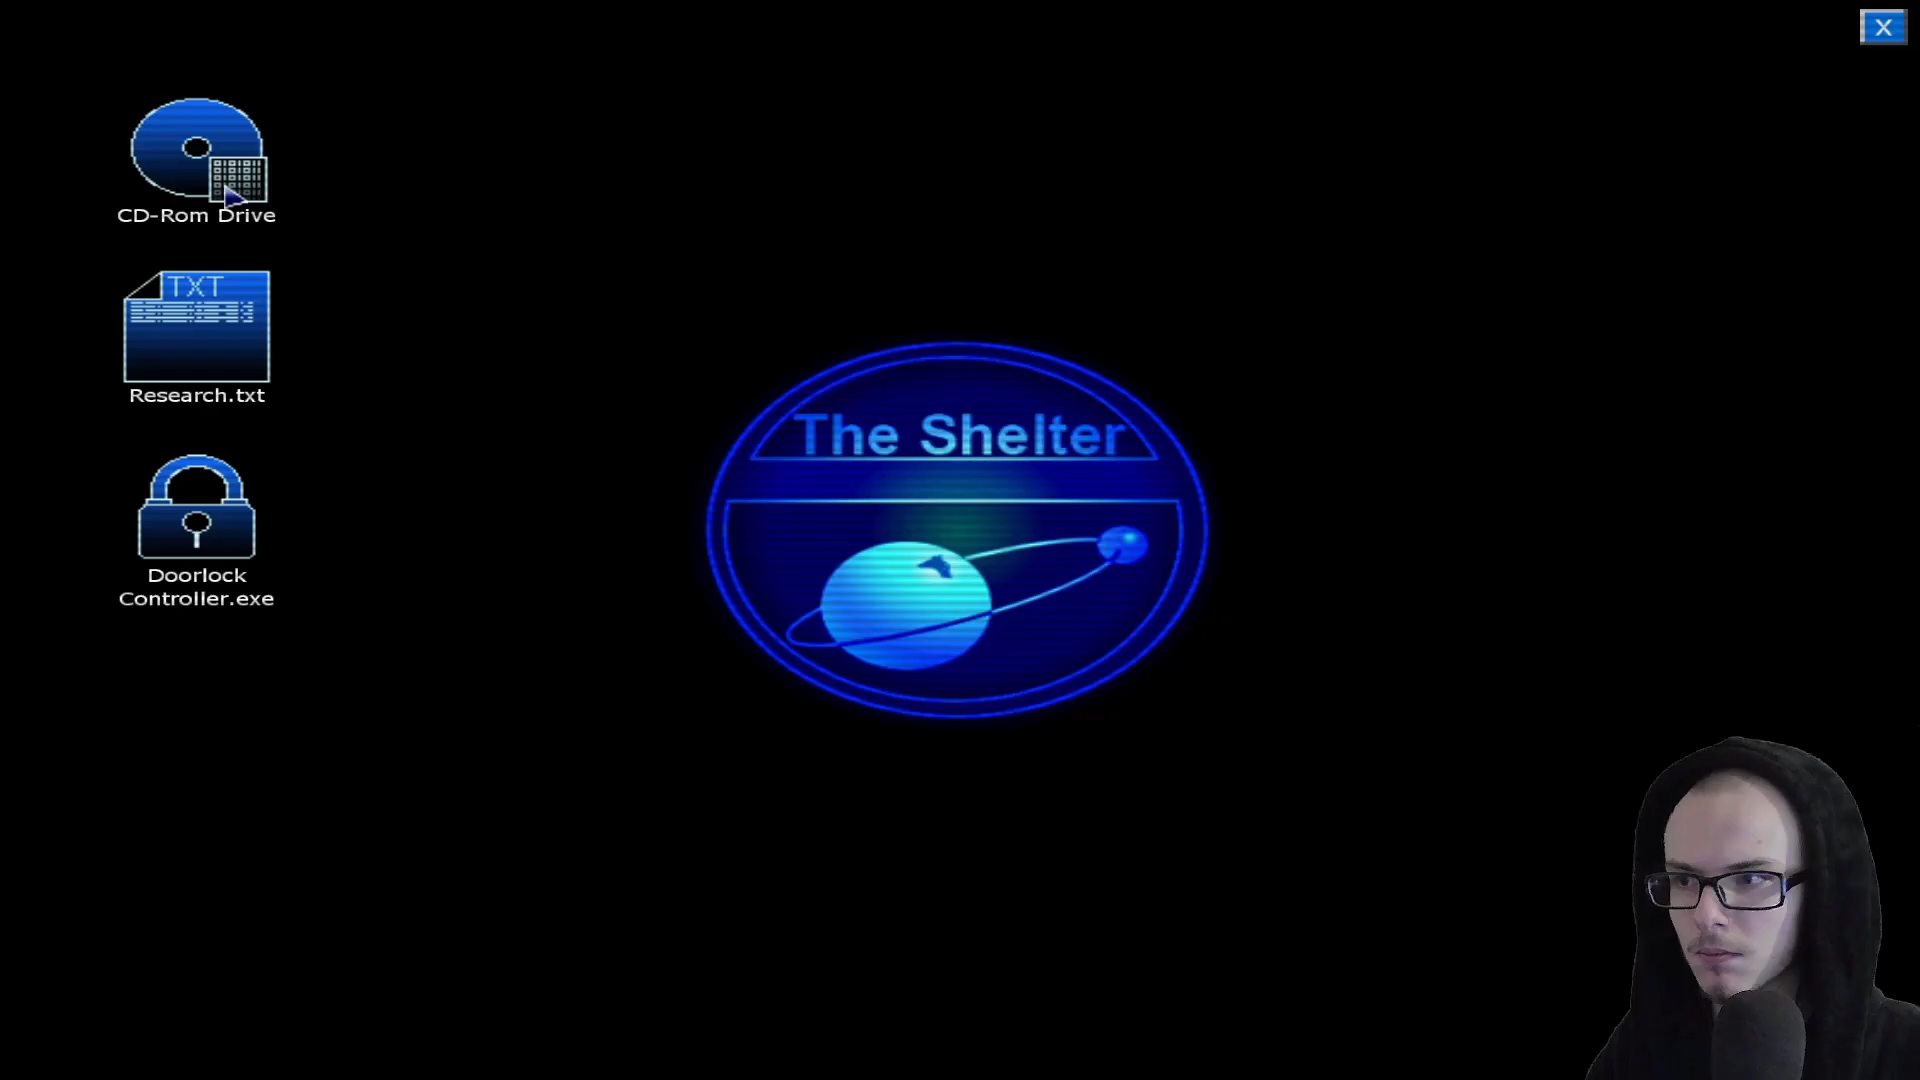 X
CD-Rom Drive
TXT
Research.txt
Doorlock
Controller.exe
The Shelter